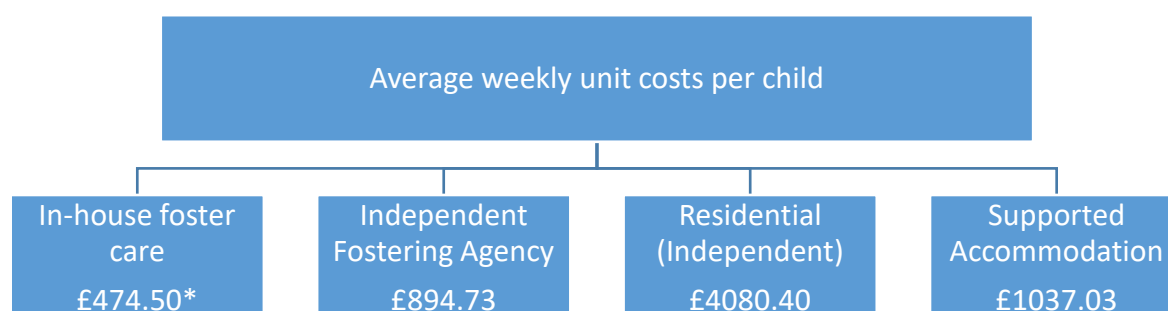 Average weekly unit costs per child
In-house foster
care
£474.50*
Independent
Fostering Agency
£894.73
Residential
(Independent)
£4080.40
Supported
Accommodation
£1037.03